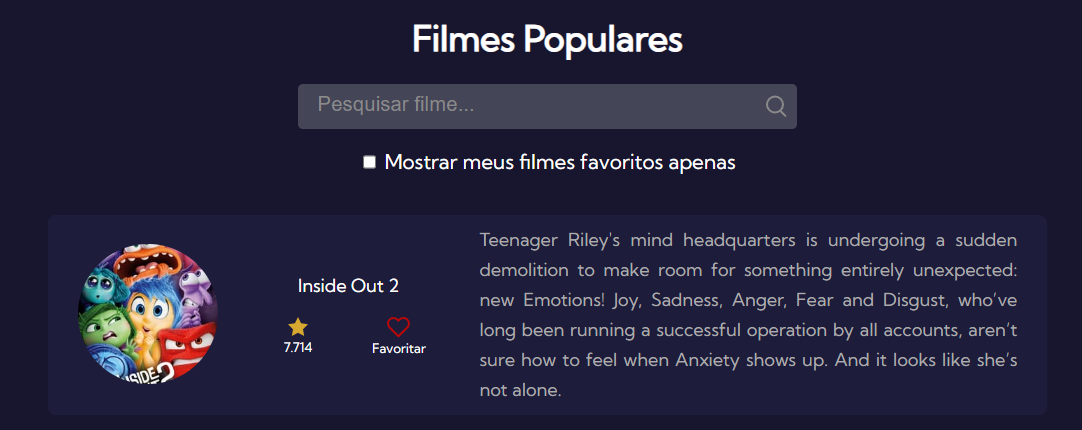 Filmes Populares
Pesquisar filme...
Mostrar meus filmes favoritos apenas
Inside Out 2
7.714
Favoritar
Teenager Riley's mind headquarters is undergoing a sudden
demolition to make room for something entirely unexpected:
new Emotions! Joy, Sadness, Anger, Fear and Disgust, who’ve
long been running a successful operation by all accounts, aren’t
sure how to feel when Anxiety shows up. And it looks like she’s
not alone.